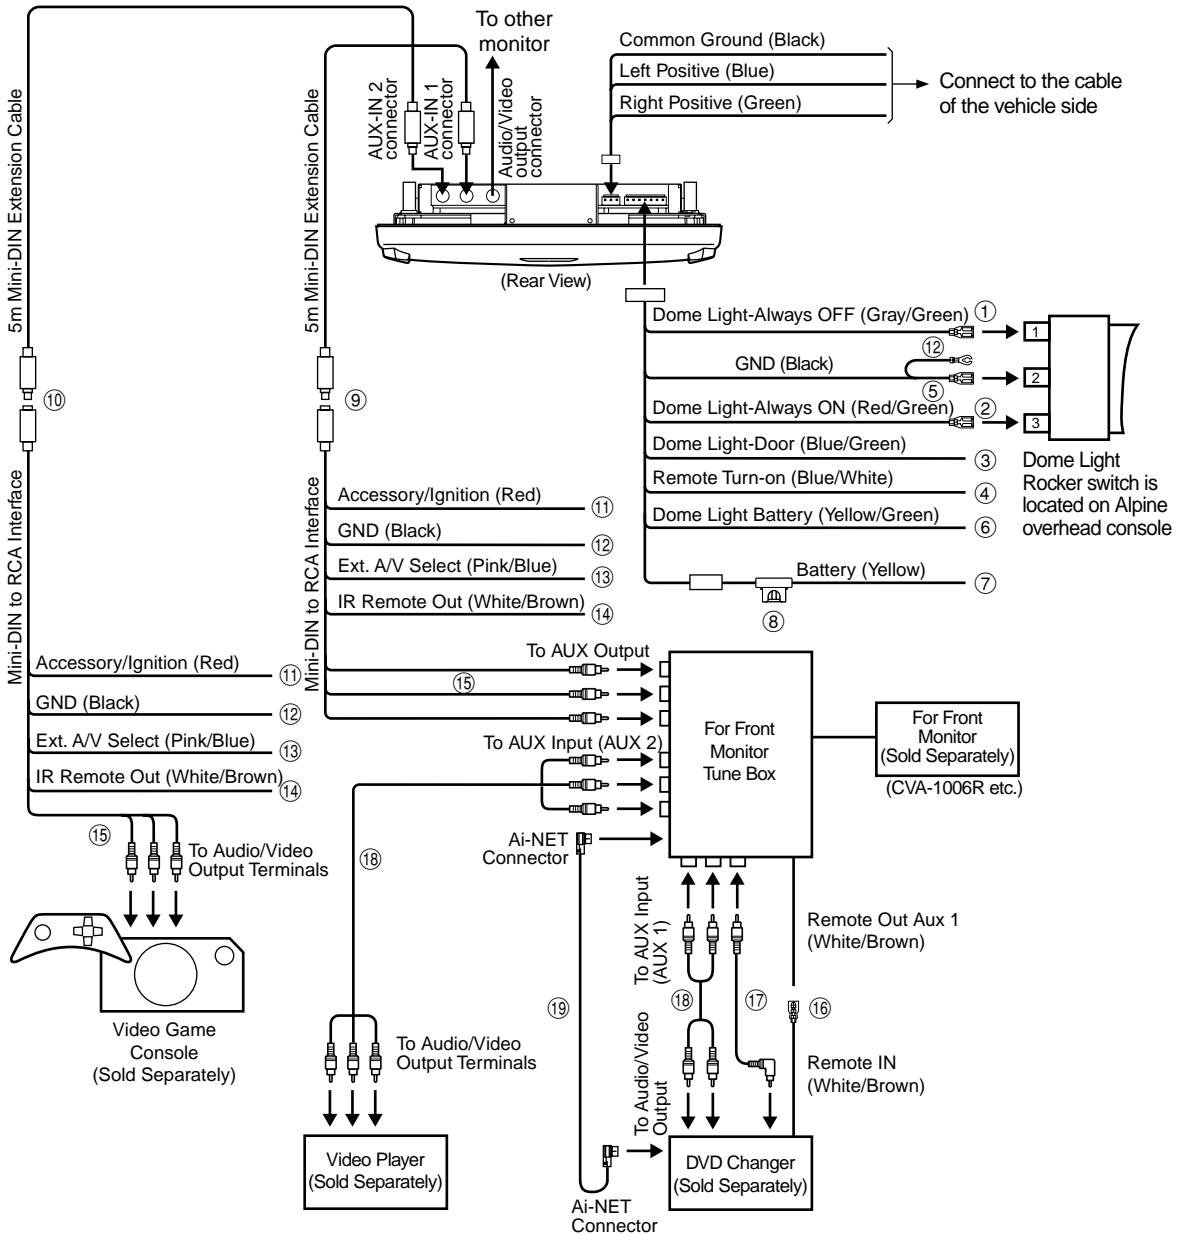 To other
monitor
Common Ground (Black)
Left Positive (Blue)
Right Positive (Green)
Connect to the cable
of the vehicle side
5m Mini-DIN Extension Cable
5m Mini-DIN Extension Cable
AUX-IN 2
connector
AUX-IN 1
connector
Audio/Video
output
connector
(Rear View)
Dome Light-Always OFF (Gray/Green) ①
1
⑫
GND (Black)
⑤
2
Dome Light-Always ON (Red/Green) ②
3
Dome Light-Door (Blue/Green)
③
Remote Turn-on (Blue/White)
④
Dome Light Battery (Yellow/Green)
⑥
Battery (Yellow)
⑦
⑧
Dome Light
Rocker switch is
located on Alpine
overhead console
⑩
⑨
Mini-DIN to RCA Interface
Mini-DIN to RCA Interface
Accessory/Ignition (Red)
⑪
GND (Black)
⑫
Ext. A/V Select (Pink/Blue)
⑬
IR Remote Out (White/Brown)
⑭
Accessory/Ignition (Red)
⑪
GND (Black)
⑫
Ext. A/V Select (Pink/Blue)
⑬
IR Remote Out (White/Brown)
⑭
⑮
To Audio/Video
Output Terminals
Video Game
Console
(Sold Separately)
To AUX Output
⑮
To AUX Input (AUX 2)
For Front
Monitor
Tune Box
For Front
Monitor
(Sold Separately)
(CVA-1006R etc.)
Ai-NET
Connector
⑱
To AUX Input
(AUX 1)
Remote Out Aux 1
(White/Brown)
⑲
⑱
⑰
⑯
To Audio/Video
Output Terminals
To Audio/Video
Output
Remote IN
(White/Brown)
Video Player
(Sold Separately)
DVD Changer
(Sold Separately)
Ai-NET
Connector